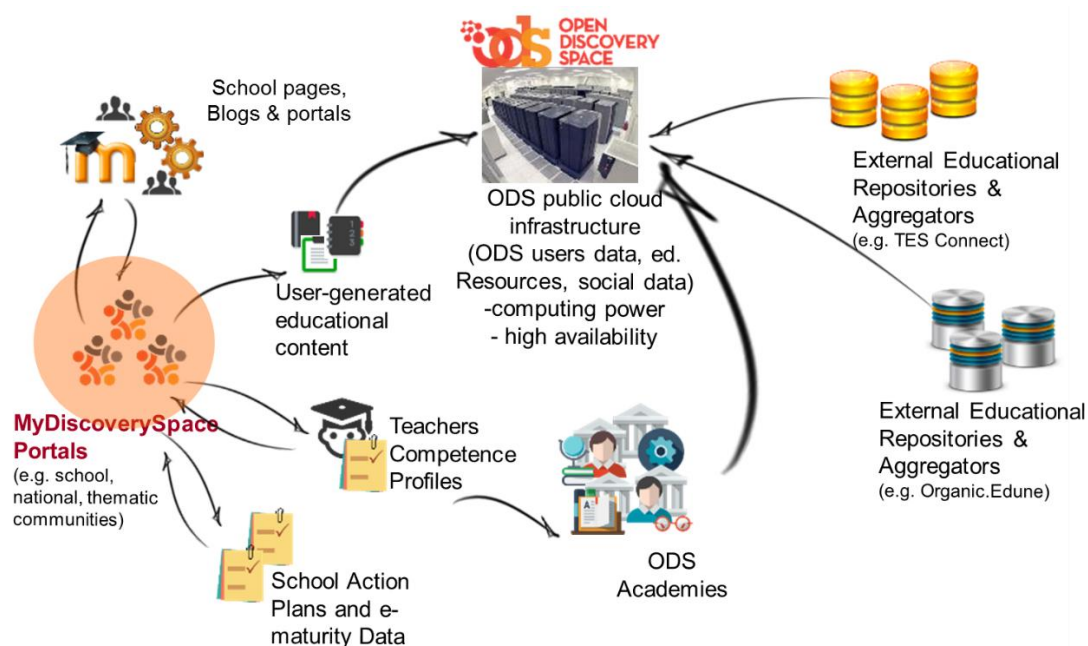 ods OPEN
DISCOVERY
SPACE
School pages,
Blogs & portals
m
User-generated
educational
content
ODS public cloud
infrastructure
(ODS users data, ed.
Resources, social data)
-computing power
- high availability
External Educational
Repositories &
Aggregators
(e.g. TES Connect)
MyDiscoverySpace
Portals
(e.g. school,
national, thematic
communities)
Teachers
Competence
Profiles
School Action
Plans and e-
maturity Data
ODS
Academies
External Educational
Repositories &
Aggregators
(e.g. Organic.Edune)